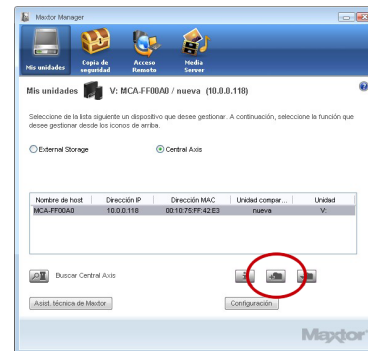 Maxtor Manager
Mis unidades
Copia de seguridad
Acceso Remoto
Media Server
Mis unidades V: MCA-FF00A0 / nueva (10.0.0.118)
Seleccione de la lista siguiente un dispositivo que desee gestionar. A continuación, seleccione la función que
desee gestionar desde los iconos de arriba.
External Storage Central Axis
Nombre de host Dirección IP Dirección MAC Unidad compar... Unidad
MCA-FF00A0 10.0.0.118 00:10:75:FF:42:E3 nueva V:
Buscar Central Axis
Asist. técnica de Maxtor Configuración
Maxtor